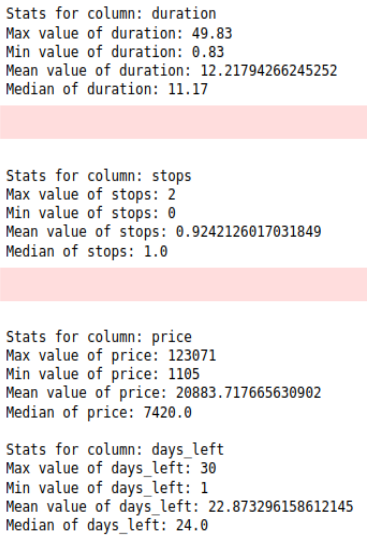 Stats for column: duration
Max value of duration: 49.83
Min value of duration: 0.83
Mean value of duration: 12.21794266245252
Median of duration: 11.17
Stats for column: stops
Max value of stops: 2
Min value of stops: 0
Mean value of stops: 0.9242126017031849
Median of stops: 1.0
Stats for column: price
Max value of price: 123071
Min value of price: 1105
Mean value of price: 20883.717665630902
Median of price: 7420.0
Stats for column: days_left
Max value of days_left: 30
Min value of days_left: 1
Mean value of days_left: 22.873296158612145
Median of days_left: 24.0